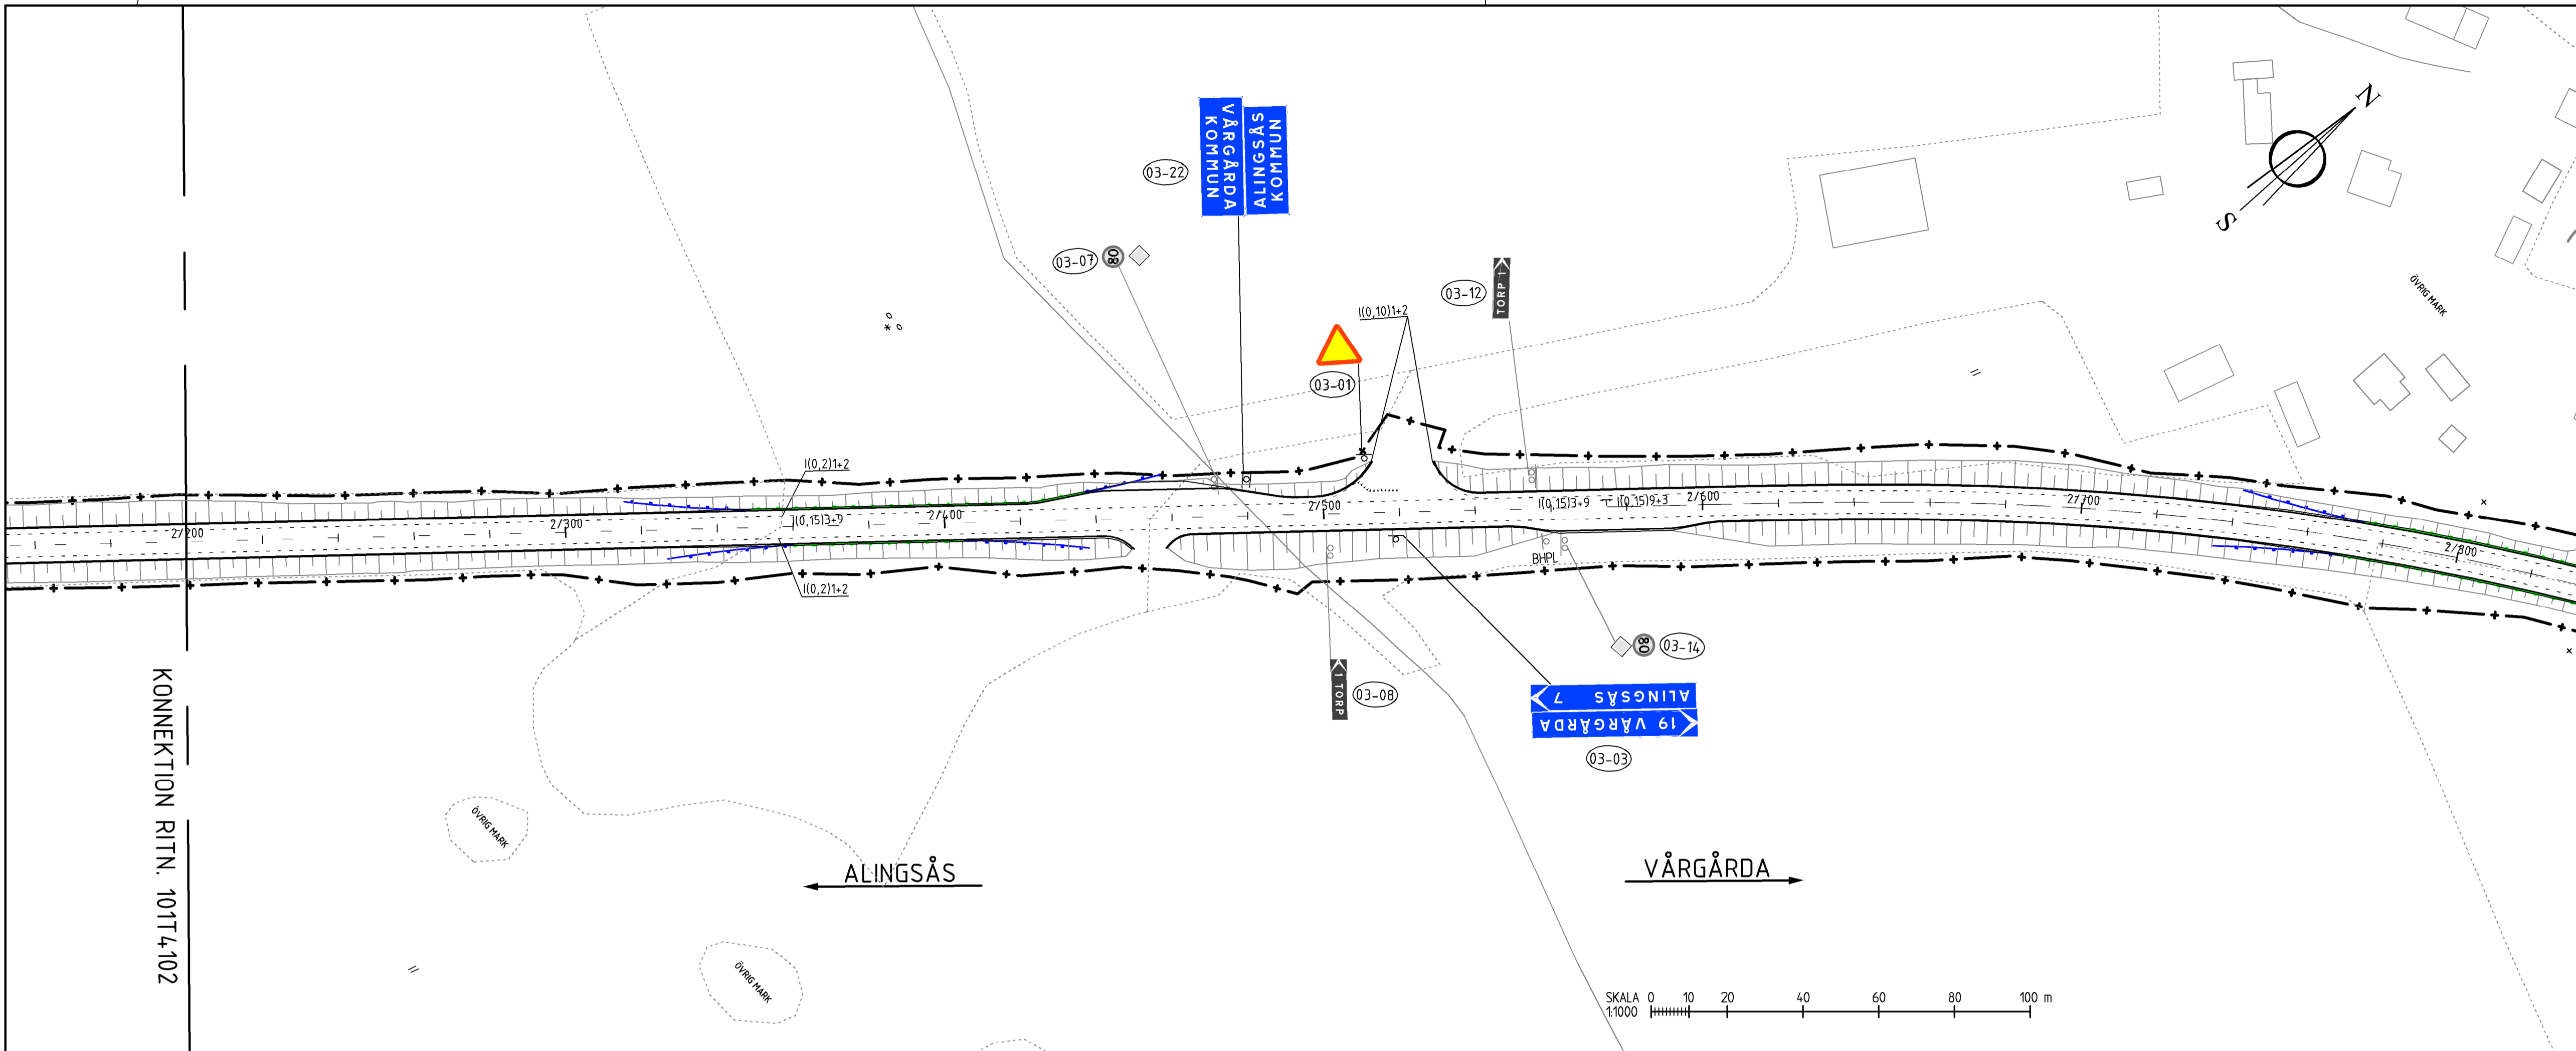 VÅRGÅRDA
KOMMUN
ALINGSÅS
KOMMUN
03-22
03-07
80
03-12
TORP 1
I(0,10)1+2
03-01
N
S
ÖVRIG MARK
I(0,2)1+2
I(0,15)3+9
I(0,2)1+2
2/200
2/300
2/400
2/500
I(0,15)3+9
I(0,15)9+3
2/600
2/700
2/800
BHPL
80
03-14
1 TORP
03-08
ALINGSÅS 7
19 VÅRGÅRDA
03-03
KONNEKTION RITN. 101T4102
ÖVRIG MARK
ÖVRIG MARK
ALINGSÅS
VÅRGÅRDA
SKALA 0 10 20 40 60 80 100 m
1:1000